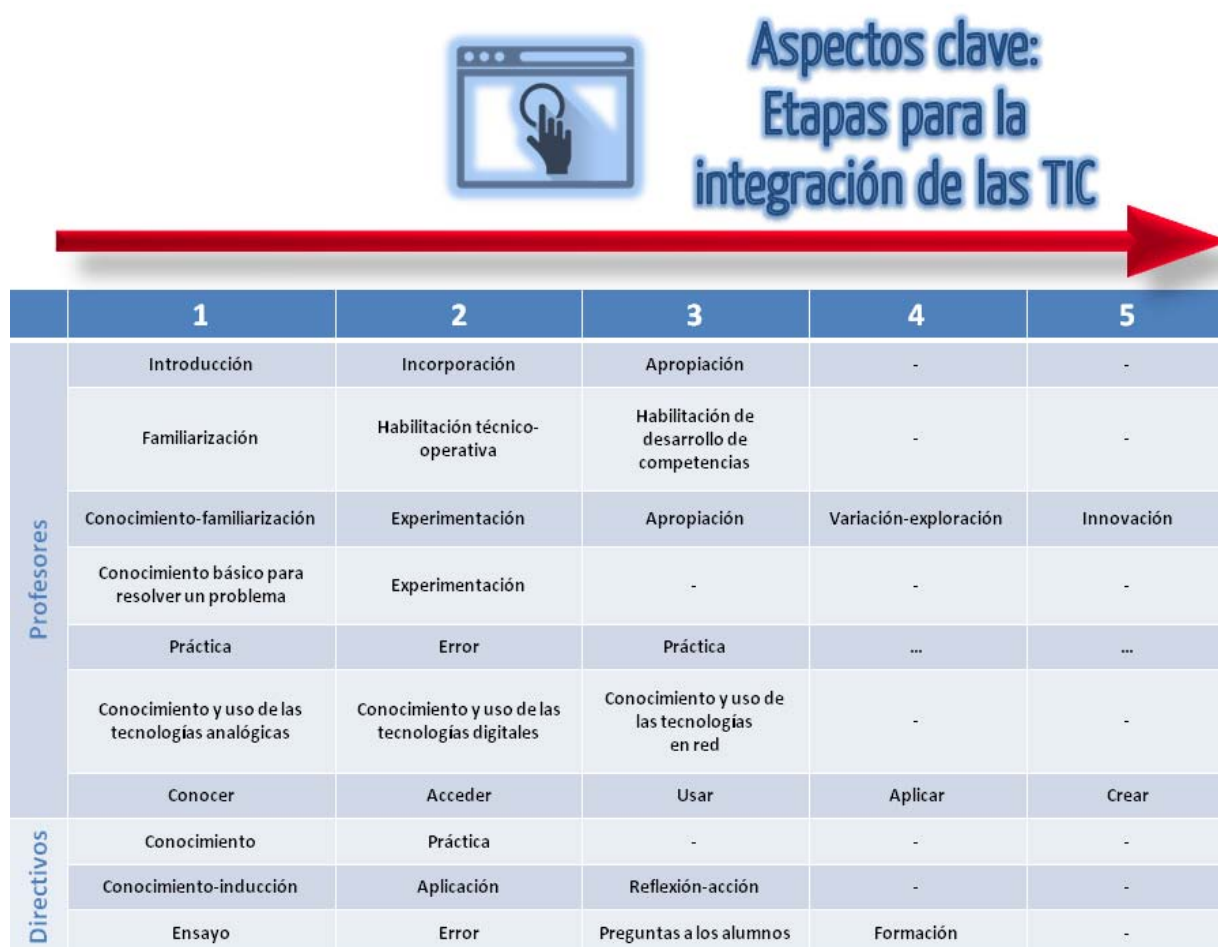 Aspectos clave:
Etapas para la
integración de las TIC
1 2 3 4 5
Profesores
Introducción Incorporación Apropiación - -
Familiarización Habilitación técnico-
operativa Habilitación de
desarrollo de
competencias - -
Conocimiento-familiarización Experimentación Apropiación Variación-exploración Innovación
Conocimiento básico para
resolver un problema Experimentación - - -
Práctica Error Práctica ... ...
Conocimiento y uso de las
tecnologías analógicas Conocimiento y uso de las
tecnologías digitales Conocimiento y uso de
las tecnologías
en red - -
Conocer Acceder Usar Aplicar Crear
Directivos
Conocimiento Práctica - - -
Conocimiento-inducción Aplicación Reflexión-acción - -
Ensayo Error Preguntas a los alumnos Formación -